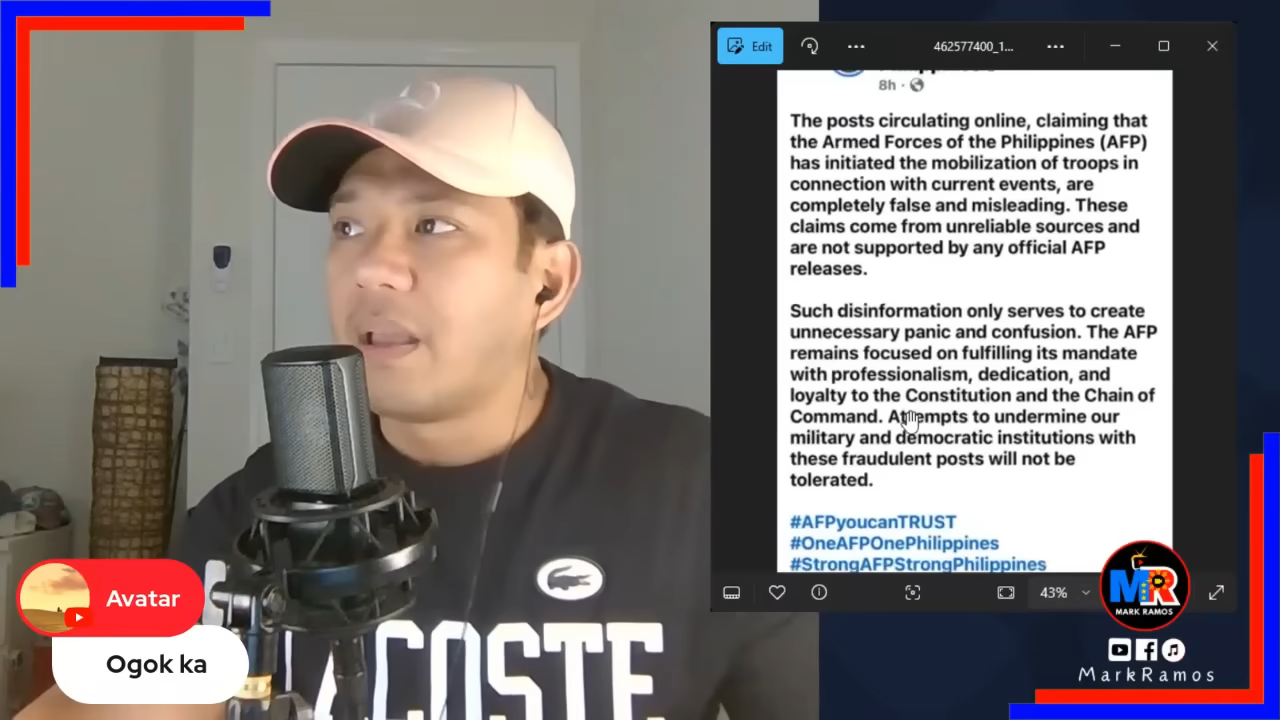 Edit
462577400_1...
8h
The posts circulating online, claiming that
the Armed Forces of the Philippines (AFP)
has initiated the mobilization of troops in
connection with current events, are
completely false and misleading. These
claims come from unreliable sources and
are not supported by any official AFP
releases.
Such disinformation only serves to create
unnecessary panic and confusion. The AFP
remains focused on fulfilling its mandate
with professionalism, dedication, and
loyalty to the Constitution and the Chain of
Command. Attempts to undermine our
military and democratic institutions with
these fraudulent posts will not be
tolerated.
#AFPyoucanTRUST
#OneAFPOnePhilippines
#StrongAFPStrongPhilippines
43%
MR
MARK RAMOS
MarkRamos
Avatar
Ogok ka
LACOSTE